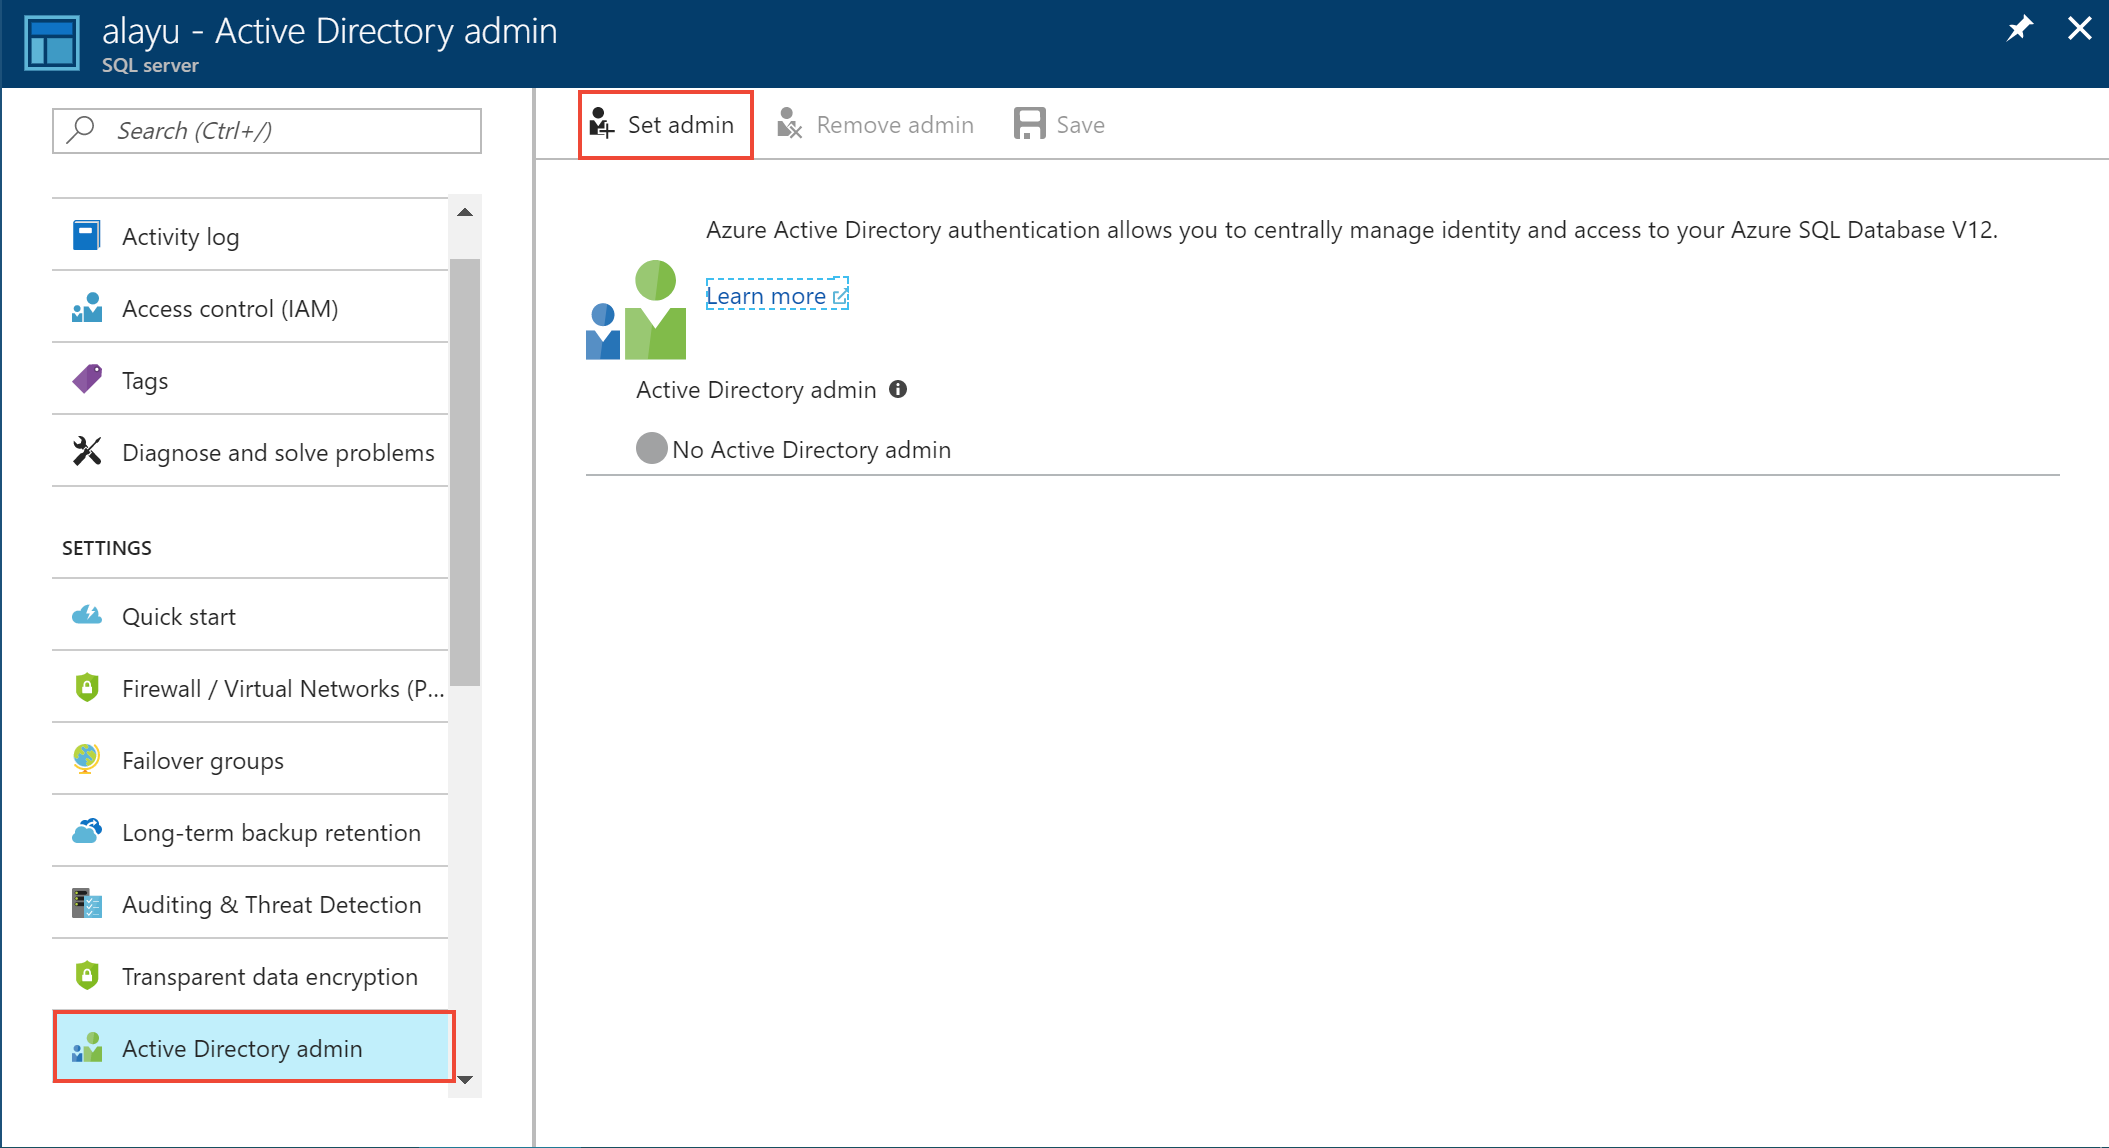 alayu - Active Directory admin
SQL server
Search (Ctrl+/)
Activity log
Access control (IAM)
Tags
Diagnose and solve problems
SETTINGS
Quick start
Firewall / Virtual Networks (P...
Failover groups
Long-term backup retention
Auditing & Threat Detection
Transparent data encryption
Active Directory admin
Set admin
Remove admin
Save
Azure Active Directory authentication allows you to centrally manage identity and access to your Azure SQL Database V12.
Learn more
Active Directory admin
No Active Directory admin